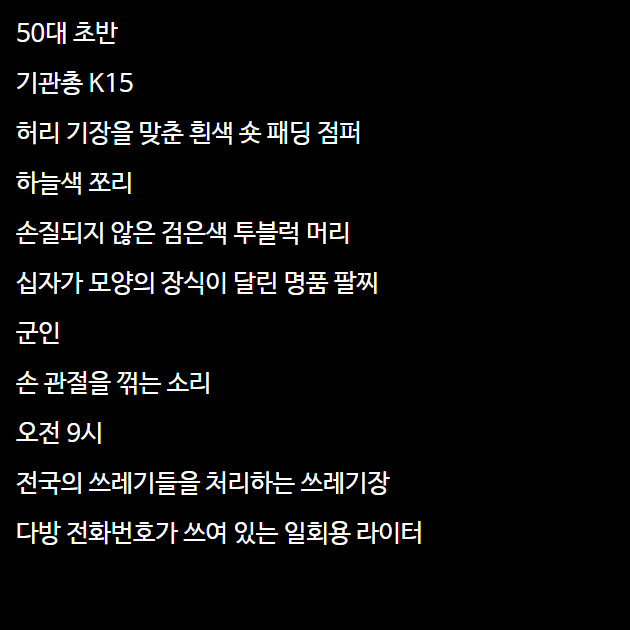 50대 초반
기관총 K15
허리 기장을 맞춘 흰색 숏 패딩 점퍼
하늘색 쪼리
손질되지 않은 검은색 투블럭 머리
십자가 모양의 장식이 달린 명품 팔찌
군인
손 관절을 꺾는 소리
오전 9시
전국의 쓰레기들을 처리하는 쓰레기장
다방 전화번호가 쓰여 있는 일회용 라이터